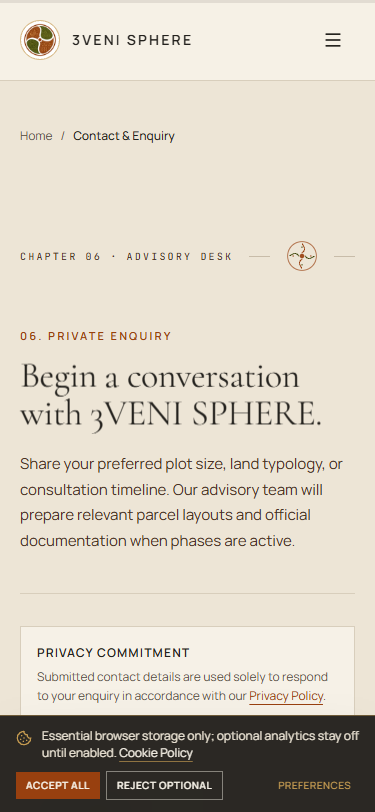 3VENI SPHERE
Home / Contact & Enquiry
CHAPTER 06 · ADVISORY DESK
06. PRIVATE ENQUIRY
Begin a conversation
with 3VENI SPHERE.
Share your preferred plot size, land typology, or
consultation timeline. Our advisory team will
prepare relevant parcel layouts and official
documentation when phases are active.
PRIVACY COMMITMENT
Submitted contact details are used solely to respond
to your enquiry in accordance with our Privacy Policy.
Essential browser storage only; optional analytics stay off
until enabled. Cookie Policy
ACCEPT ALL REJECT OPTIONAL PREFERENCES